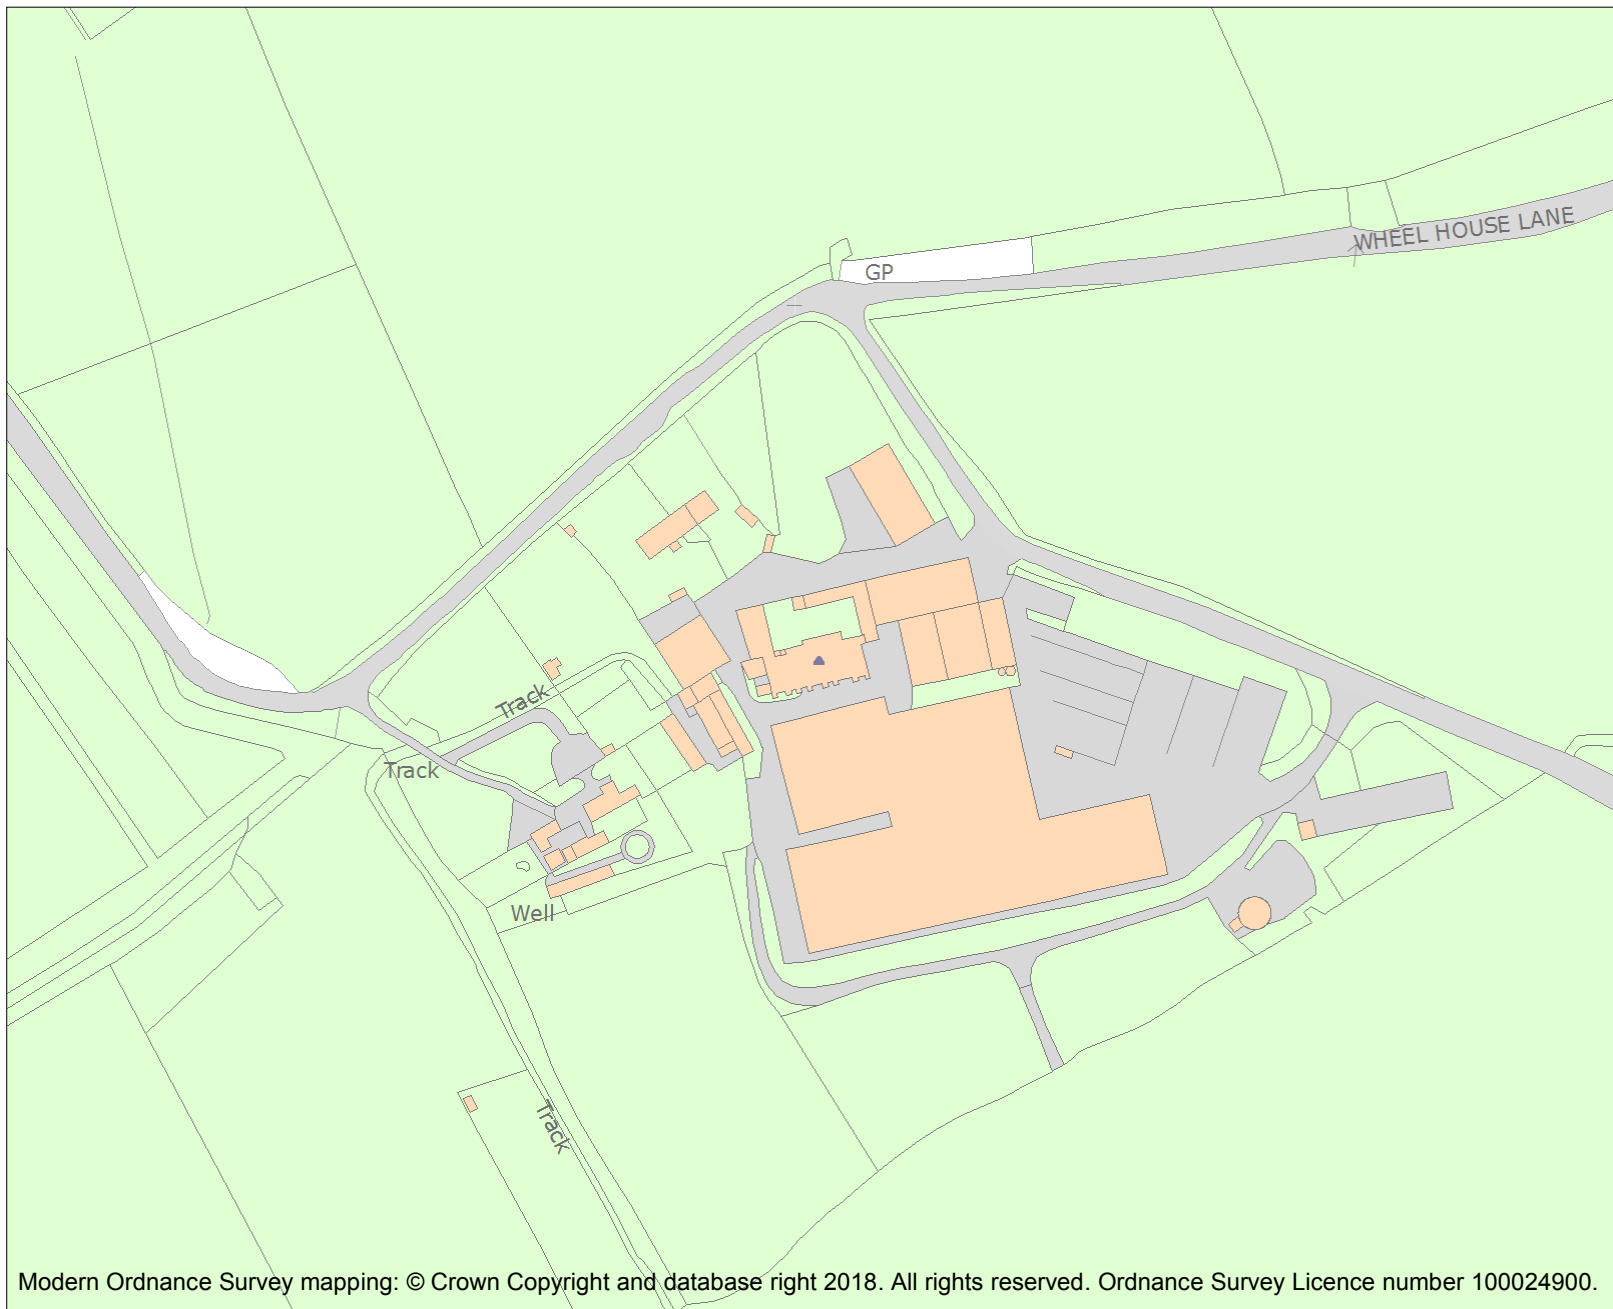 WHEEL HOUSE LANE
GP
Track
Track
Well
Track
Modern Ordnance Survey mapping: © Crown Copyright and database right 2018. All rights reserved. Ordnance Survey Licence number 100024900.